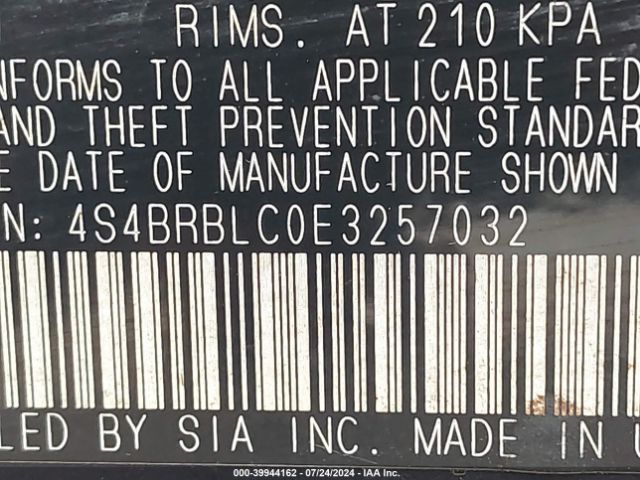 RIMS. AT 210 KPA
NFORMS TO ALL APPLICABLE FED
AND THEFT PREVENTION STANDAR
E DATE OF MANUFACTURE SHOWN
N: 4S4BRBLC0E3257032
LED BY SIA INC. MADE IN U
000-39944162 - 07/24/2024 - IAA Inc.